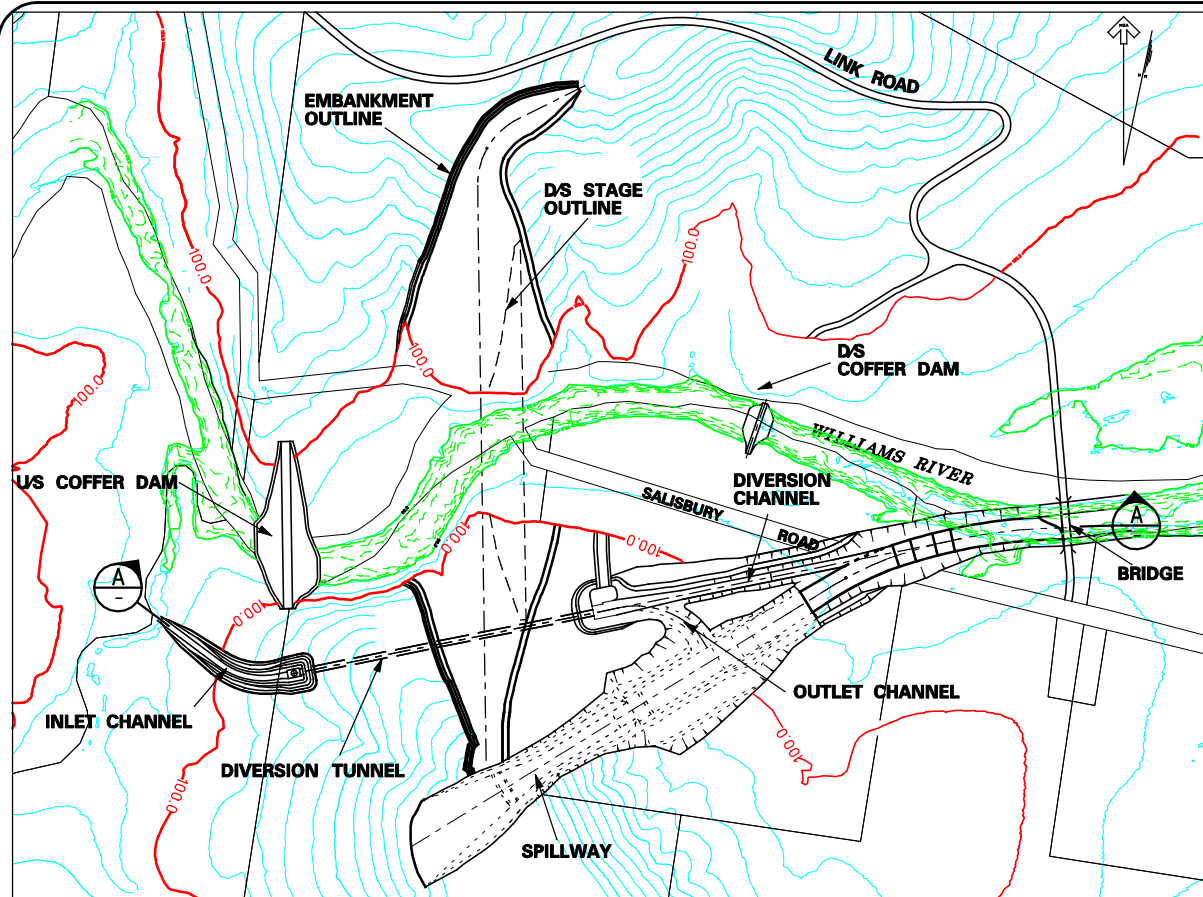 LINK ROAD
EMBANKMENT
OUTLINE
D/S STAGE
OUTLINE
100.0
100.0
100.0
100.0
D/S
COFFER DAM
WILLIAMS RIVER
U/S COFFER DAM
DIVERSION
CHANNEL
SALISBURY
ROAD
100.0
100.0
A
A
-
BRIDGE
100.0
INLET CHANNEL
OUTLET CHANNEL
DIVERSION TUNNEL
100.0
100.0
SPILLWAY